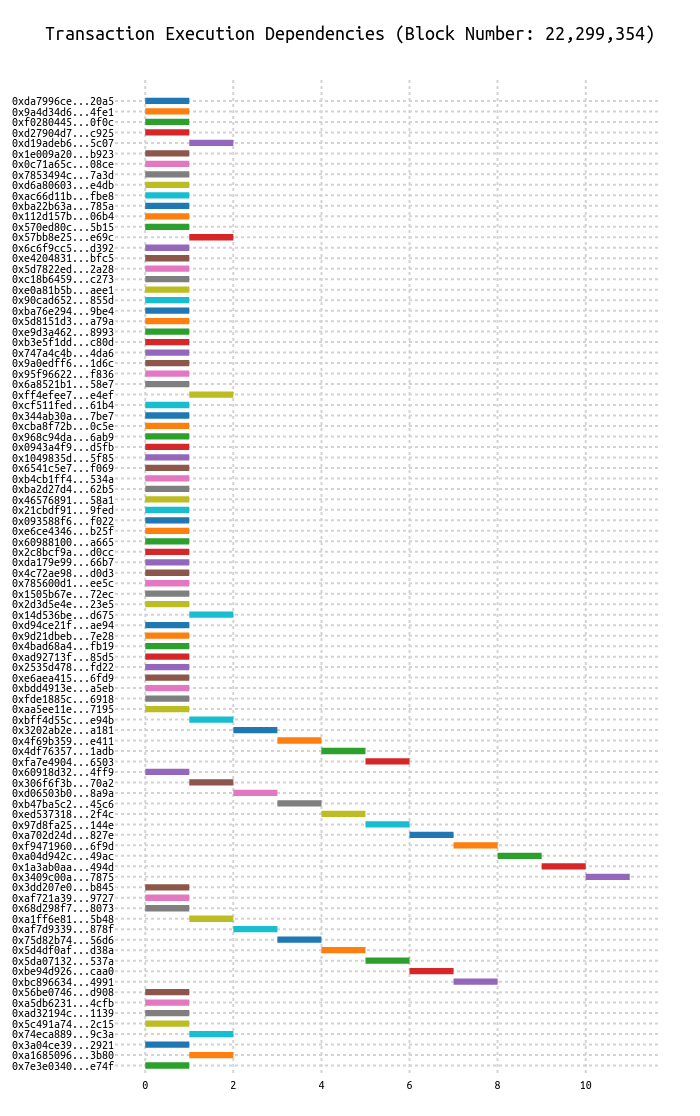 Transaction Execution Dependencies (Block Number: 22,299,354)
0xda7996ce...20a5
0x9a4d34d6...4fe1
0xf0280445...0f0c
0xd27904d7...c925
0xd19adeb6...5c07
0x1e009a20...b923
0x0c71a65c...08ce
0x7853494c...7a3d
0xd6a80603...e4db
0xac66d11b...fbe8
0xba22b63a...785a
0x112d157b...06b4
0x570ed80c...5b15
0x57bb8e25...e69c
0x6c6f9cc5...d392
0xe4204831...bfc5
0x5d7822ed...2a28
0xc18b6459...c273
0xe0a81b5b...aee1
0x90cad652...855d
0xba76e294...9be4
0x5d8151d3...a79a
0xe9d3a462...8993
0xb3e5f1dd...c80d
0x747a4c4b...4da6
0x9a0edff6...1d6c
0x95f96622...f836
0x6a8521b1...58e7
0xff4efee7...e4ef
0xcf511fed...61b4
0x344ab30a...7be7
0xcba8f72b...0c5e
0x968c94da...6ab9
0x0943a4f9...d5fb
0x1049835d...5f85
0x6541c5e7...f069
0xb4cb1ff4...534a
0xba2d27d4...62b5
0x46576891...58a1
0x21cbdf91...9fed
0x093588f6...f022
0xe6ce4346...b25f
0x60988100...a665
0x2c8bcf9a...d0cc
0xda179e99...66b7
0x4c72ae98...d0d3
0x785600d1...ee5c
0x1505b67e...72ec
0x2d3d5e4e...23e5
0x14d536be...d675
0xd94ce21f...ae94
0x9d21dbeb...7e28
0x4bad68a4...fb19
0xad92713f...85d5
0x2535d478...fd22
0xe6aea415...6fd9
0xbdd4913e...a5eb
0xfde1885c...6918
0xaa5ee11e...7195
0xbff4d55c...e94b
0x3202ab2e...a181
0x4f69b359...e411
0x4df76357...1adb
0xfa7e4904...6503
0x60918d32...4ff9
0x306f6f3b...70a2
0xd06503b0...8a9a
0xb47ba5c2...45c6
0xed537318...2f4c
0x97d8fa25...144e
0xa702d24d...827e
0xf9471960...6f9d
0xa04d942c...49ac
0x1a3ab0aa...494d
0x3409c00a...7875
0x3dd207e0...b845
0xaf721a39...9727
0x68d298f7...8073
0xa1ff6e81...5b48
0xaf7d9339...878f
0x75d82b74...56d6
0x5d4df0af...d38a
0x5da07132...537a
0xbe94d926...caa0
0xbc896634...4991
0x56be0746...d908
0xa5db6231...4cfb
0xad32194c...1139
0x5c491a74...2c15
0x74eca889...9c3a
0x3a04ce39...2921
0xa1685096...3b80
0x7e3e0340...e74f
0 2 4 6 8 10